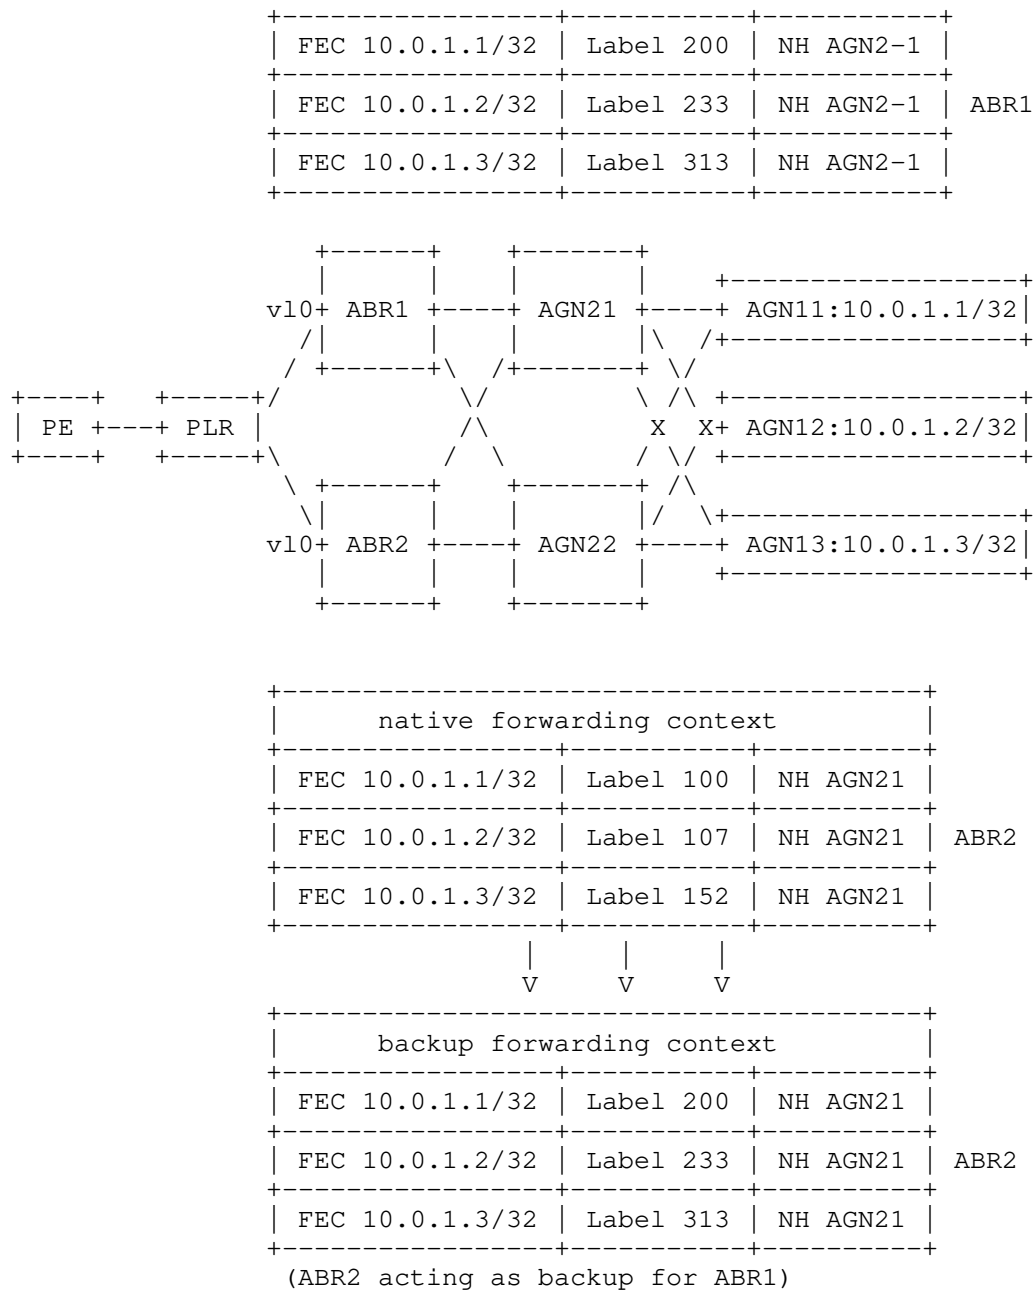 FEC 10.0.1.1/32 Label 200 NH AGN2-1
FEC 10.0.1.2/32 Label 233 NH AGN2-1 ABR1
FEC 10.0.1.3/32 Label 313 NH AGN2-1
vl0+ ABR1 AGN21 AGN11:10.0.1.1/32
PE PLR X X+ AGN12:10.0.1.2/32
vl0+ ABR2 AGN22 AGN13:10.0.1.3/32
native forwarding context
FEC 10.0.1.1/32 Label 100 NH AGN21
FEC 10.0.1.2/32 Label 107 NH AGN21 ABR2
FEC 10.0.1.3/32 Label 152 NH AGN21
V V V
backup forwarding context
FEC 10.0.1.1/32 Label 200 NH AGN21
FEC 10.0.1.2/32 Label 233 NH AGN21 ABR2
FEC 10.0.1.3/32 Label 313 NH AGN21
(ABR2 acting as backup for ABR1)